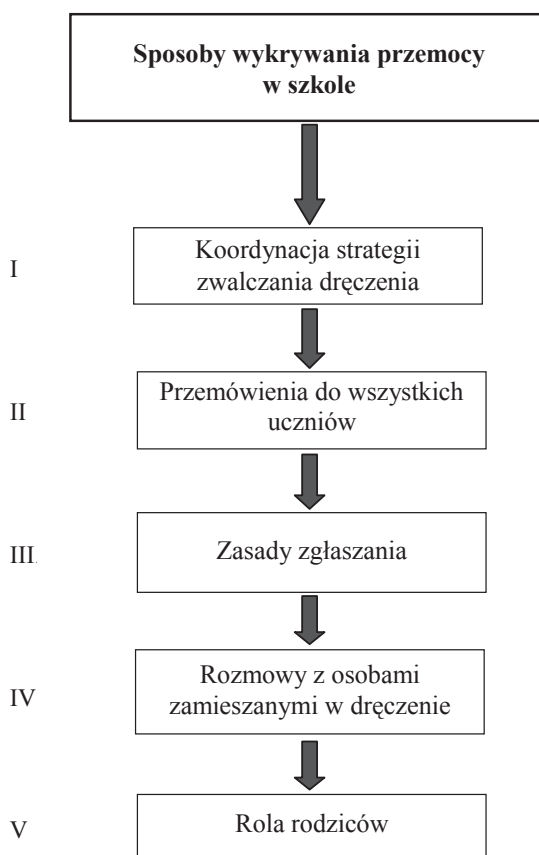 Sposoby wykrywania przemocy
w szkole
I
Koordynacja strategii
zwalczania dręczenia
II
Przemówienia do wszystkich
uczniów
III.
Zasady zgłaszania
IV
Rozmowy z osobami
zamieszanymi w dręczenie
V
Rola rodziców